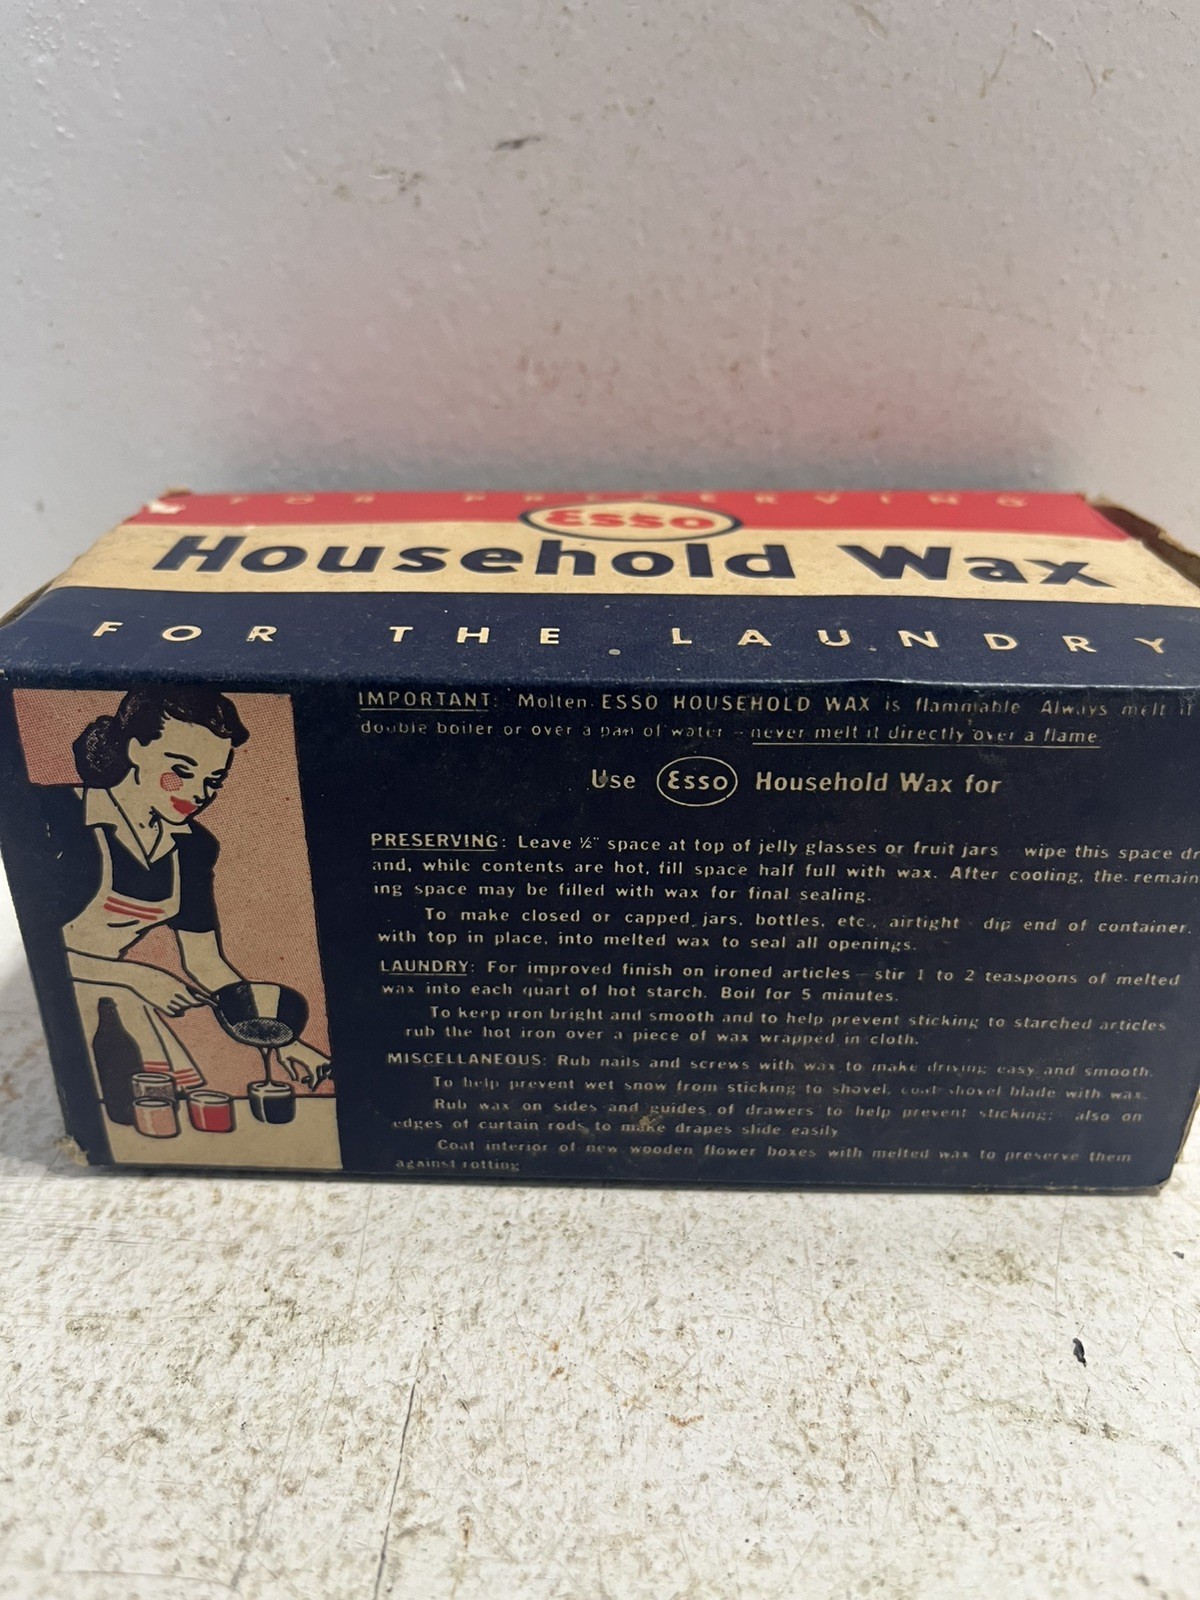 FOR PRESERVING
Esso
Household Wax
FOR THE LAUNDRY
IMPORTANT: Molten ESSO HOUSEHOLD WAX is flammable Always melt
double boiler or over a pan of water - never melt it directly over a flame
Use Esso Household Wax for
PRESERVING: Leave ½" space at top of jelly glasses or fruit jars wipe this space
and, while contents are hot, fill space half full with wax. After cooling, the remain
ing space may be filled with wax for final sealing.
To make closed or capped jars, bottles, etc., airtight - dip end of container,
with top in place, into melted wax to seal all openings.
LAUNDRY: For improved finish on ironed articles - stir 1 to 2 teaspoons of melted
wax into each quart of hot starch. Boil for 5 minutes.
To keep iron bright and smooth and to help prevent sticking to starched articles
rub the hot iron over a piece of wax wrapped in cloth.
MISCELLANEOUS: Rub nails and screws with wax to make driving easy and smooth.
To help prevent wet snow from sticking to shovel, coat shovel blade with wax.
Rub wax on sides and guides of drawers to help prevent sticking; also on
edges of curtain rods to make drapes slide easily
Coat interior of new wooden flower boxes with melted wax to preserve them
against rotting